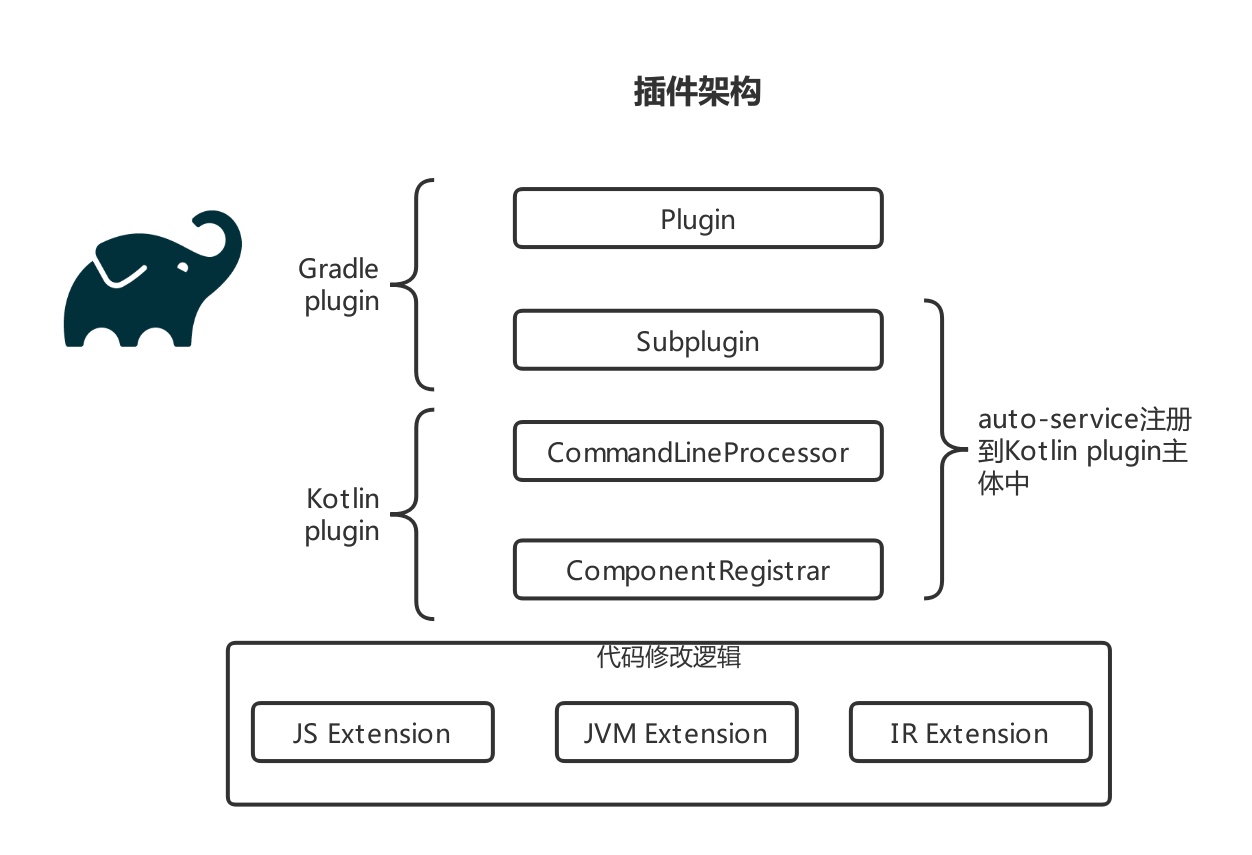 插件架构
Plugin
Gradle
plugin
Subplugin
CommandLineProcessor
auto-service注册
到Kotlin plugin主
体中
Kotlin
plugin
ComponentRegistrar
代码修改逻辑
JS Extension
JVM Extension
IR Extension